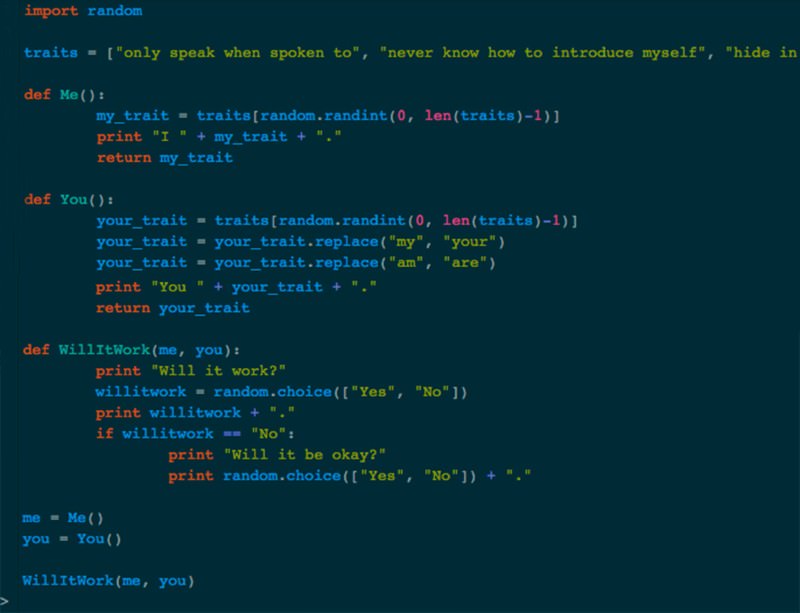 import random
traits = ["only speak when spoken to", "never know how to introduce myself", "hide in
def Me():
my_trait = traits[random.randint(0, len(traits)-1)]
print "I " + my_trait + "."
return my_trait
def You():
your_trait = traits[random.randint(0, len(traits)-1)]
your_trait = your_trait.replace("my", "your")
your_trait = your_trait.replace("am", "are")
print "You " + your_trait + "."
return your_trait
def WillItWork(me, you):
print "Will it work?"
willitwork = random.choice(["Yes", "No"])
print willitwork + "."
if willitwork == "No":
print "Will it be okay?"
print random.choice(["Yes", "No"]) + "."
me = Me()
you = You()
WillItWork(me, you)
>